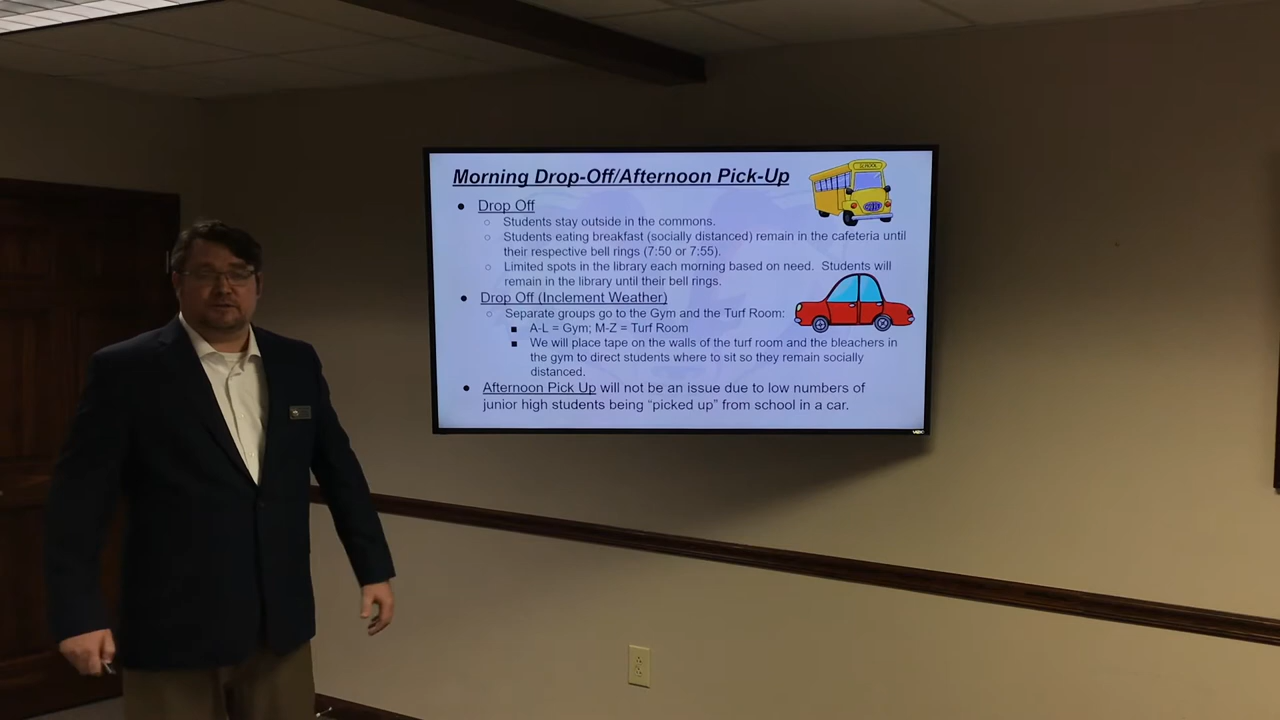 Morning Drop-Off/Afternoon Pick-Up
SCHOOL
● Drop Off
○ Students stay outside in the commons.
○ Students eating breakfast (socially distanced) remain in the cafeteria until
their respective bell rings (7:50 or 7:55).
○ Limited spots in the library each morning based on need. Students will
remain in the library until their bell rings.
● Drop Off (Inclement Weather)
○ Separate groups go to the Gym and the Turf Room:
■ A-L = Gym; M-Z = Turf Room
■ We will place tape on the walls of the turf room and the bleachers in
the gym to direct students where to sit so they remain socially
distanced.
● Afternoon Pick Up will not be an issue due to low numbers of
junior high students being “picked up” from school in a car.
VIZIO